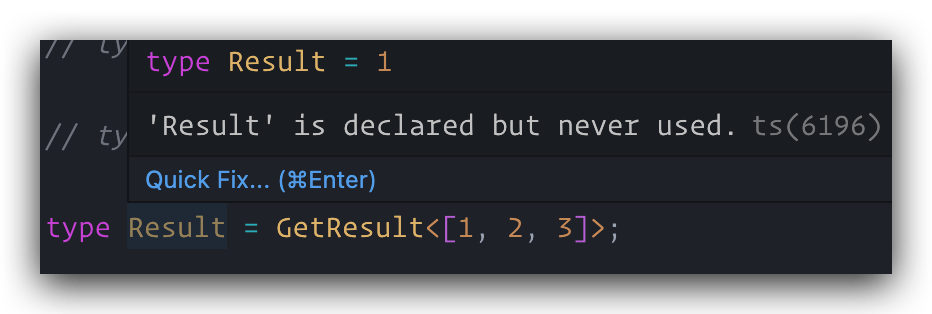 // ty
type Result = 1
'Result' is declared but never used. ts(6196)
// ty
Quick Fix... (⌘Enter)
type Result = GetResult<[1, 2, 3]>;